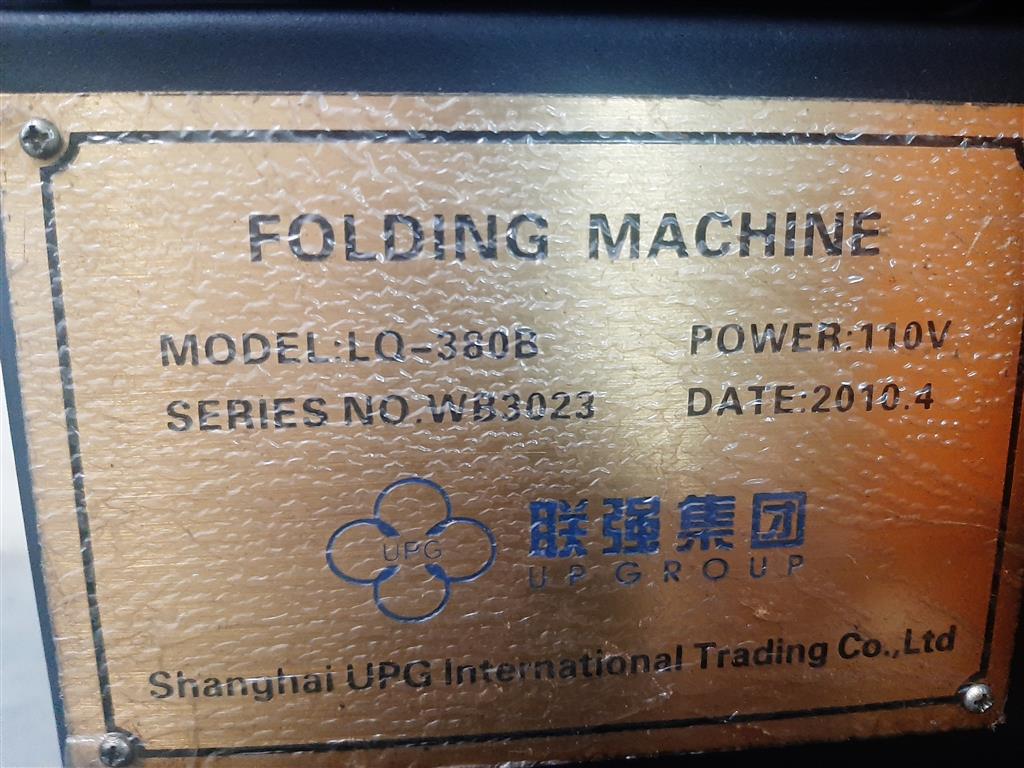 FOLDING MACHINE
MODEL:LQ-380B POWER:110V
SERIES NO.WB3023 DATE:2010.4
UPG
联强集团
UPGROUP
Shanghai UPG International Trading Co.,Ltd